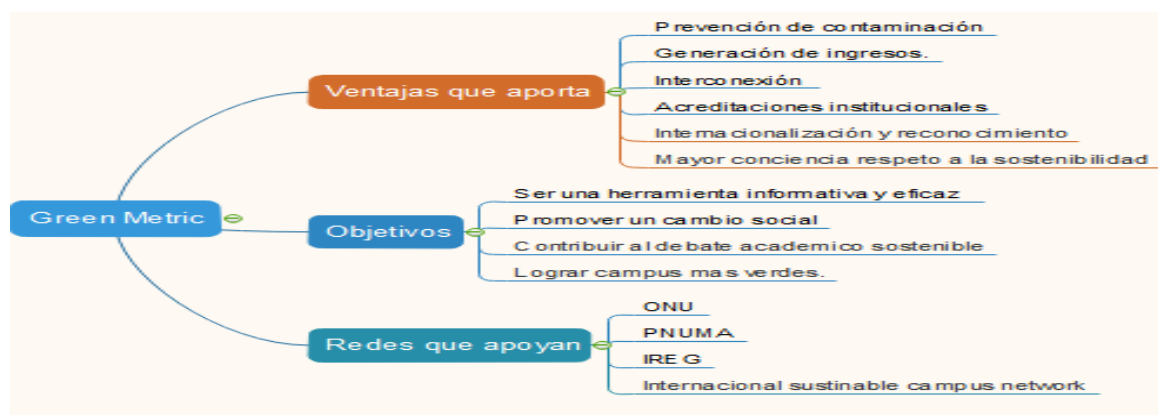 Green Metric
Ventajas que aporta
Prevención de contaminación
Generación de ingresos.
Interconexión
Acreditaciones institucionales
Internacionalización y reconocimiento
Mayor conciencia respeto a la sostenibilidad
Objetivos
Ser una herramienta informativa y eficaz
Promover un cambio social
Contribuir al debate academico sostenible
Lograr campus mas verdes.
Redes que apoyan
ONU
PNUMA
IREG
Internacional sustinable campus network